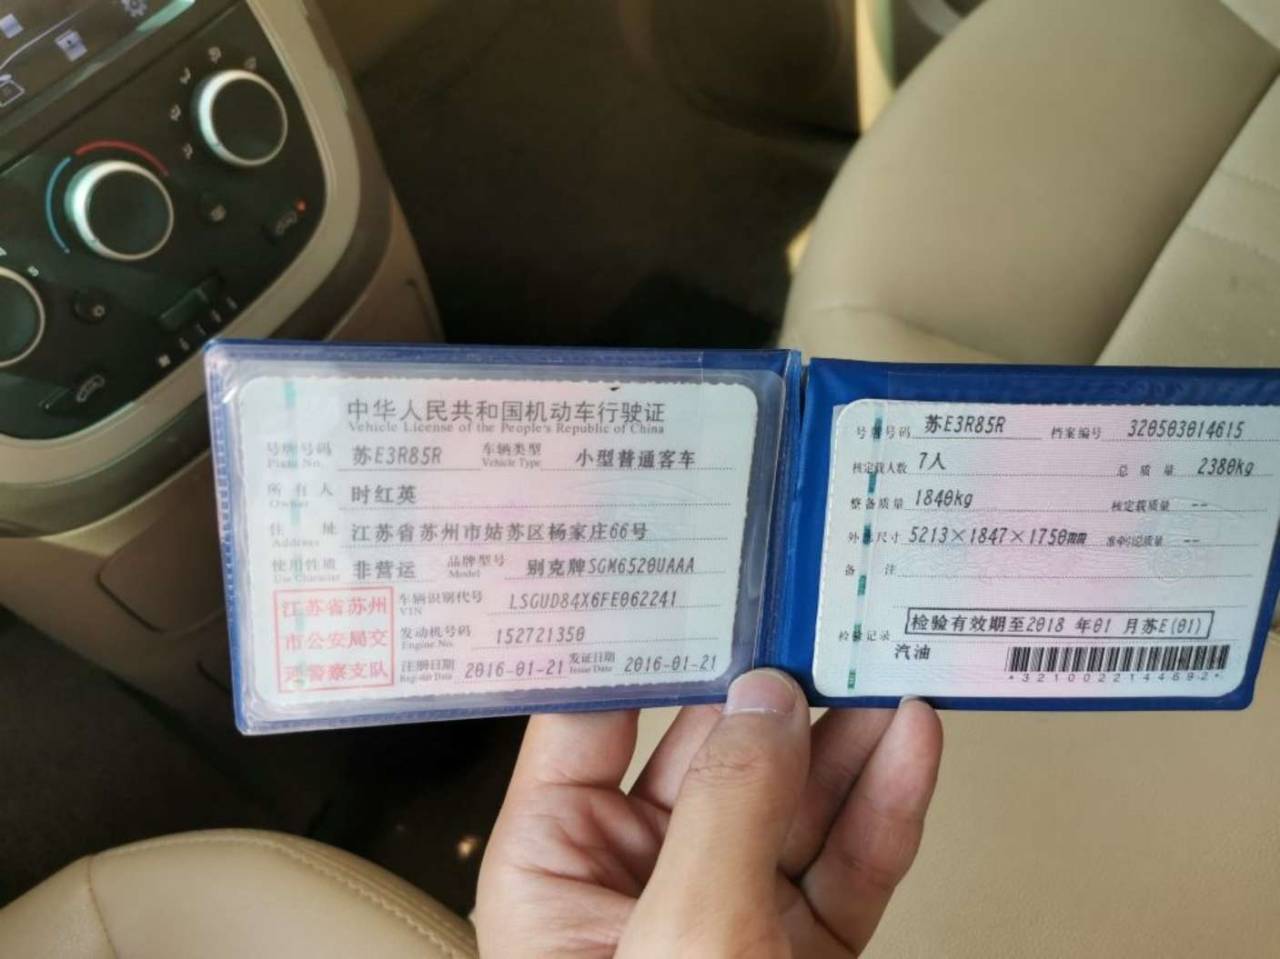 中华人民共和国机动车行驶证
Vehicle License of the People's Republic of China
号牌号码 苏E3R85R 车辆类型 小型普通客车
Plate No. Vehicle Type
所有人 时红英
Owner
住址 江苏省苏州市姑苏区杨家庄66号
Address
使用性质 非营运 品牌型号 别克牌SGM6520UAAA
Use Character Model
江苏省苏州市公安局交通警察支队
车辆识别代号 LSGUD84X6FE062241
VIN
发动机号码 152721350
Engine No.
注册日期 2016-01-21 发证日期 2016-01-21
Register Date Issue Date
号牌号码 苏E3R85R 档案编号 320503014615
核定载人数 7人 总质量 2380kg
整备质量 1840kg 核定载质量 --
外廓尺寸 5213×1847×1750mm 准牵引总质量 --
备注
检验记录 检验有效期至2018 年01 月苏E(01)
汽油
*3210022144692*